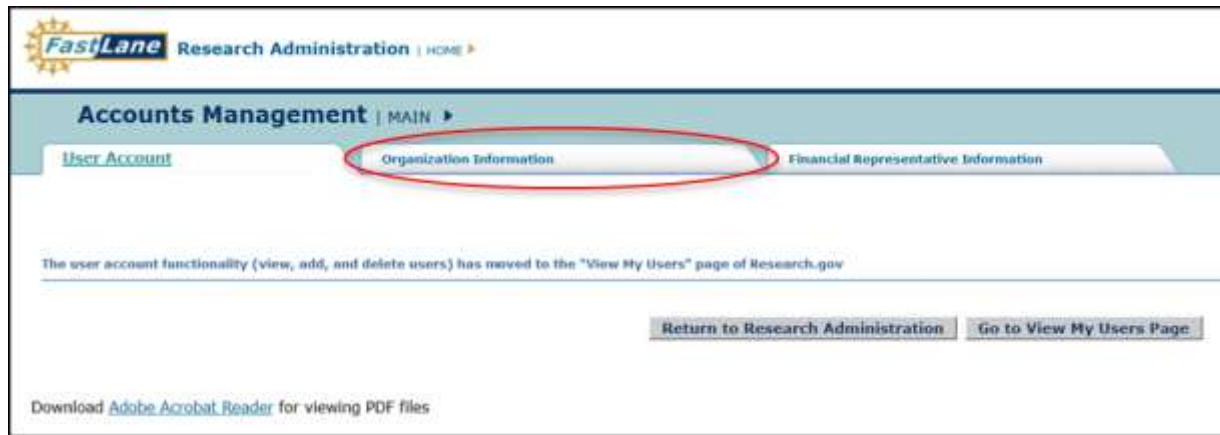 FastLane Research Administration | HOME
Accounts Management | MAIN
User Account Organization Information Financial Representative Information
The user account functionality (view, add, and delete users) has moved to the "View My Users" page of Research.gov
Return to Research Administration Go to View My Users Page
Download Adobe Acrobat Reader for viewing PDF files